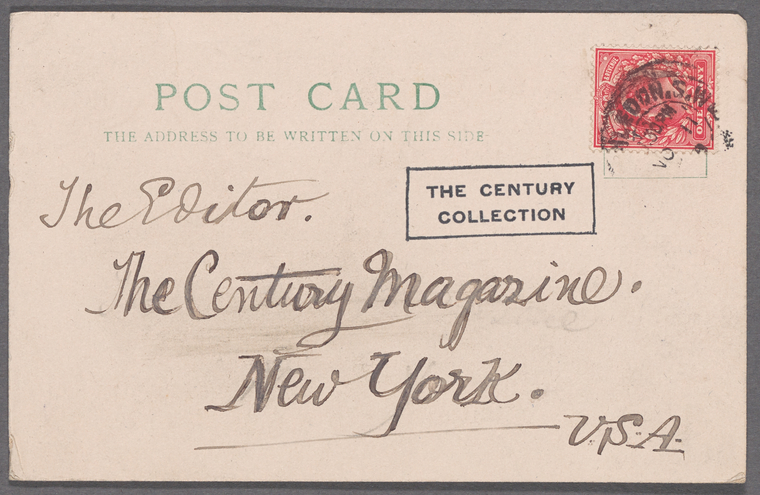 POST CARD
THE ADDRESS TO BE WRITTEN ON THIS SIDE
THE CENTURY
COLLECTION
The Editor.
The Century Magazine.
New York.
U.S.A.